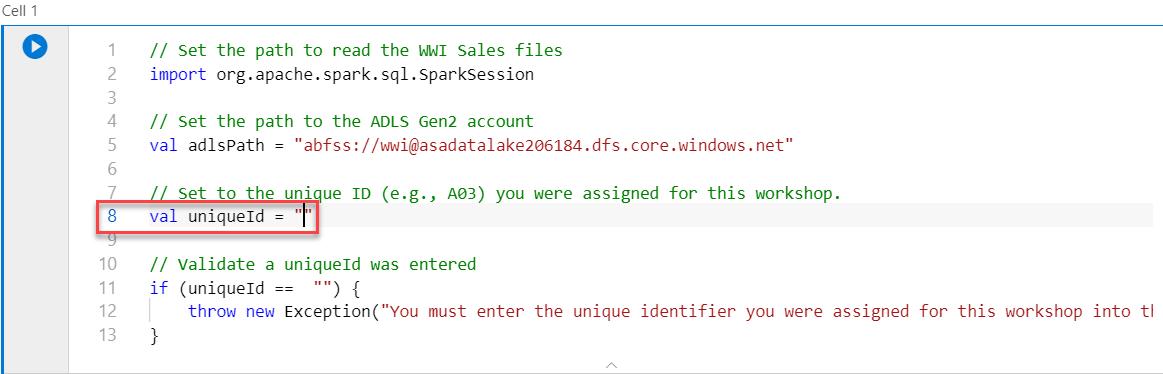 Cell 1
1 // Set the path to read the WWI Sales files
2 import org.apache.spark.sql.SparkSession
3
4 // Set the path to the ADLS Gen2 account
5 val adlsPath = "abfss://wwi@asadatalake206184.dfs.core.windows.net"
6
7 // Set to the unique ID (e.g., A03) you were assigned for this workshop.
8 val uniqueId = ""
9
10 // Validate a uniqueId was entered
11 if (uniqueId ==  "") {
12     throw new Exception("You must enter the unique identifier you were assigned for this workshop into th
13 }